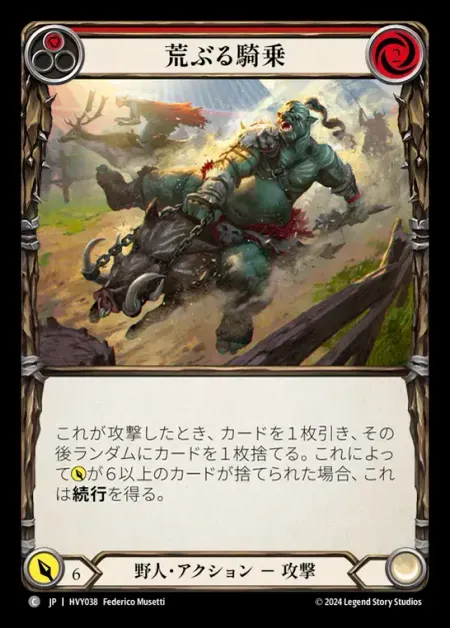 荒ぶる騎乗
2
これが攻撃したとき、カードを1枚引き、その
後ランダムにカードを1枚捨てる。これによっ
てが6以上のカードが捨てられた場合、これ
は続行を得る。
6
野人・アクション － 攻撃
C JP | HVY038 Federico Musetti
© 2024 Legend Story Studios